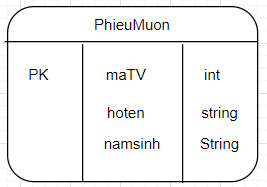 PhieuMuon
PK maTV int
hoten string
namsinh String